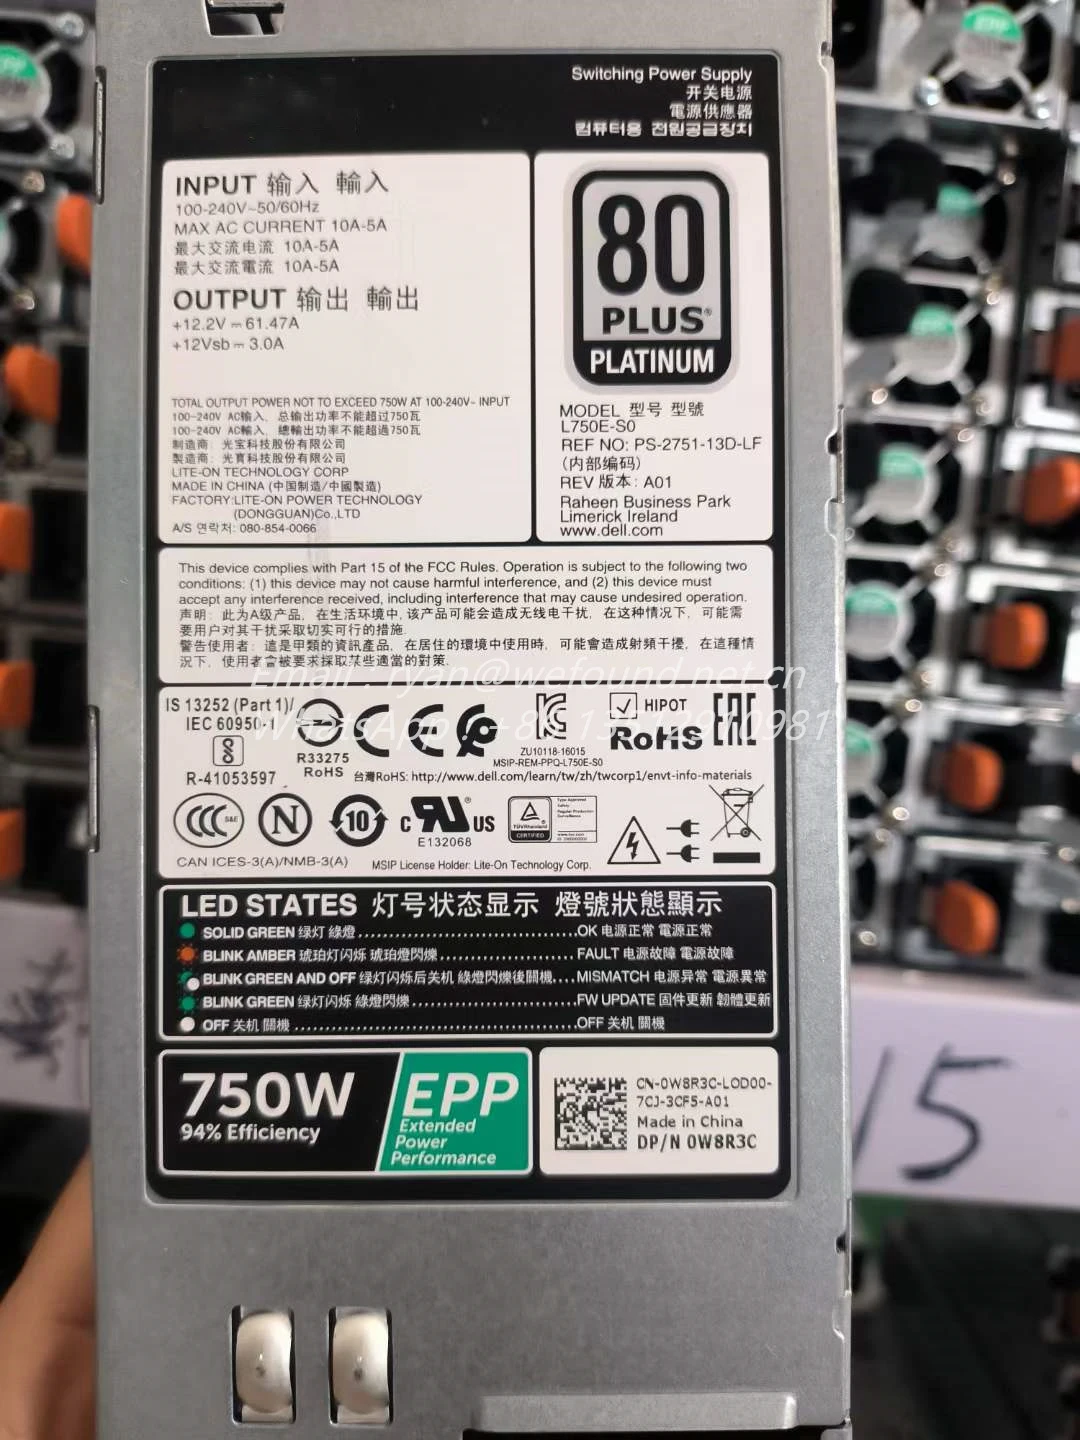 Switching Power Supply
开关电源
電源供應器
컴퓨터용 전원공급장치
INPUT 输入 輸入
100-240V~50/60Hz
MAX AC CURRENT 10A-5A
最大交流电流 10A-5A
最大交流電流 10A-5A
OUTPUT 输出 輸出
+12.2V⎓61.47A
+12Vsb⎓3.0A
TOTAL OUTPUT POWER NOT TO EXCEED 750W AT 100-240V~ INPUT
100-240V AC输入，总输出功率不能超过750瓦
100-240V AC輸入，總輸出功率不能超過750瓦
制造商: 光宝科技股份有限公司
製造商: 光寶科技股份有限公司
LITE-ON TECHNOLOGY CORP
MADE IN CHINA (中国制造/中國製造)
FACTORY:LITE-ON POWER TECHNOLOGY
(DONGGUAN)Co.,LTD
A/S 연락처: 080-854-0066
80
PLUS®
PLATINUM
MODEL 型号 型號
L750E-S0
REF NO: PS-2751-13D-LF
(内部编码)
REV 版本: A01
Raheen Business Park
Limerick Ireland
www.dell.com
This device complies with Part 15 of the FCC Rules. Operation is subject to the following two
conditions: (1) this device may not cause harmful interference, and (2) this device must
accept any interference received, including interference that may cause undesired operation.
声明: 此为A级产品, 在生活环境中, 该产品可能会造成无线电干扰, 在这种情况下, 可能需
要用户对其干扰采取切实可行的措施.
警告使用者: 這是甲類的資訊產品, 在居住的環境中使用時, 可能會造成射頻干擾, 在這種情
況下, 使用者會被要求採取某些適當的對策.
Email : ryan@wefound.net.cn
WhatsApp : +86 13512910981
IS 13252 (Part 1)/
IEC 60950-1
R-41053597
R33275
RoHS
CE
ZU10118-16015
MSIP-REM-PPQ-L750E-S0
HIPOT
RoHS
EAC
台灣RoHS: http://www.dell.com/learn/tw/zh/twcorp1/envt-info-materials
CCC S&E
N
10
c RU US
E132068
TÜVRheinland
CERTIFIED
CAN ICES-3(A)/NMB-3(A)
MSIP License Holder: Lite-On Technology Corp.
LED STATES 灯号状态显示 燈號狀態顯示
SOLID GREEN 绿灯 綠燈 ..................................OK 电源正常 電源正常
BLINK AMBER 琥珀灯闪烁 琥珀燈閃爍......................FAULT 电源故障 電源故障
BLINK GREEN AND OFF 绿灯闪烁后关机 綠燈閃爍後關機....MISMATCH 电源异常 電源異常
BLINK GREEN 绿灯闪烁 綠燈閃爍..........................FW UPDATE 固件更新 韌體更新
OFF 关机 關機 ...........................................OFF 关机 關機
750W
94% Efficiency
EPP
Extended
Power
Performance
CN-0W8R3C-LOD00-
7CJ-3CF5-A01
Made in China
DP/N 0W8R3C
15